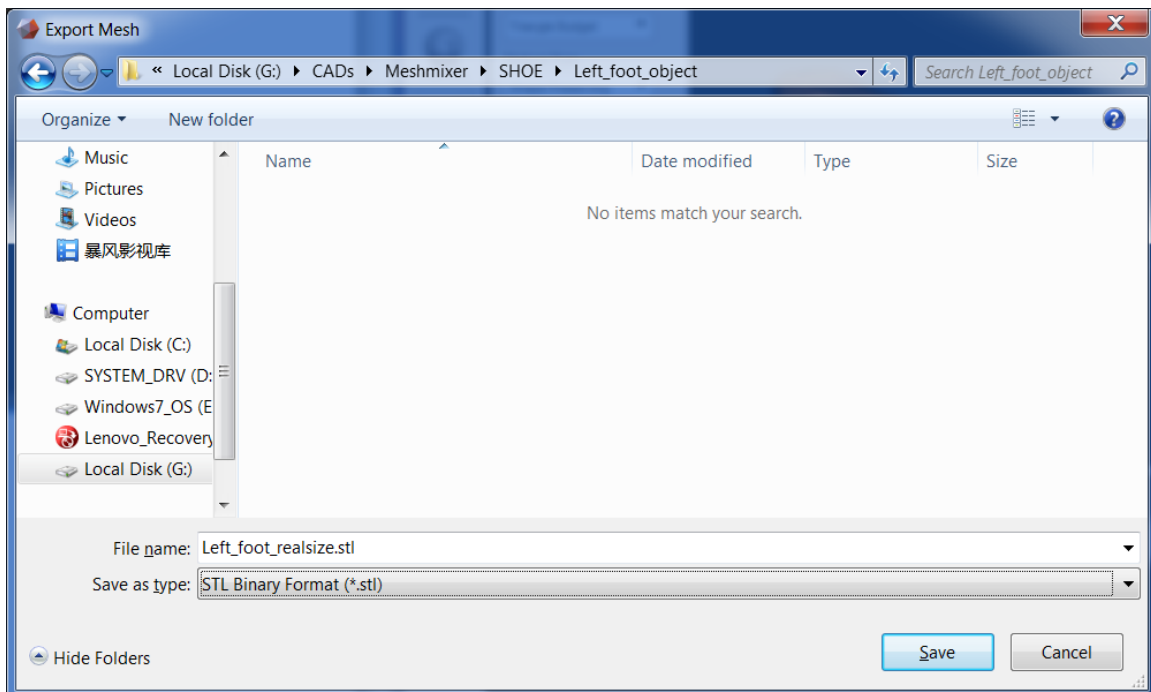 Export Mesh
« Local Disk (G:) CADs Meshmixer SHOE Left_foot_object
Search Left_foot_object
Organize New folder
Name Date modified Type Size
No items match your search.
Music
Pictures
Videos
暴风影视库
Computer
Local Disk (C:)
SYSTEM_DRV (D:
Windows7_OS (E
Lenovo_Recovery
Local Disk (G:)
File name: Left_foot_realsize.stl
Save as type: STL Binary Format (*.stl)
Hide Folders
Save Cancel